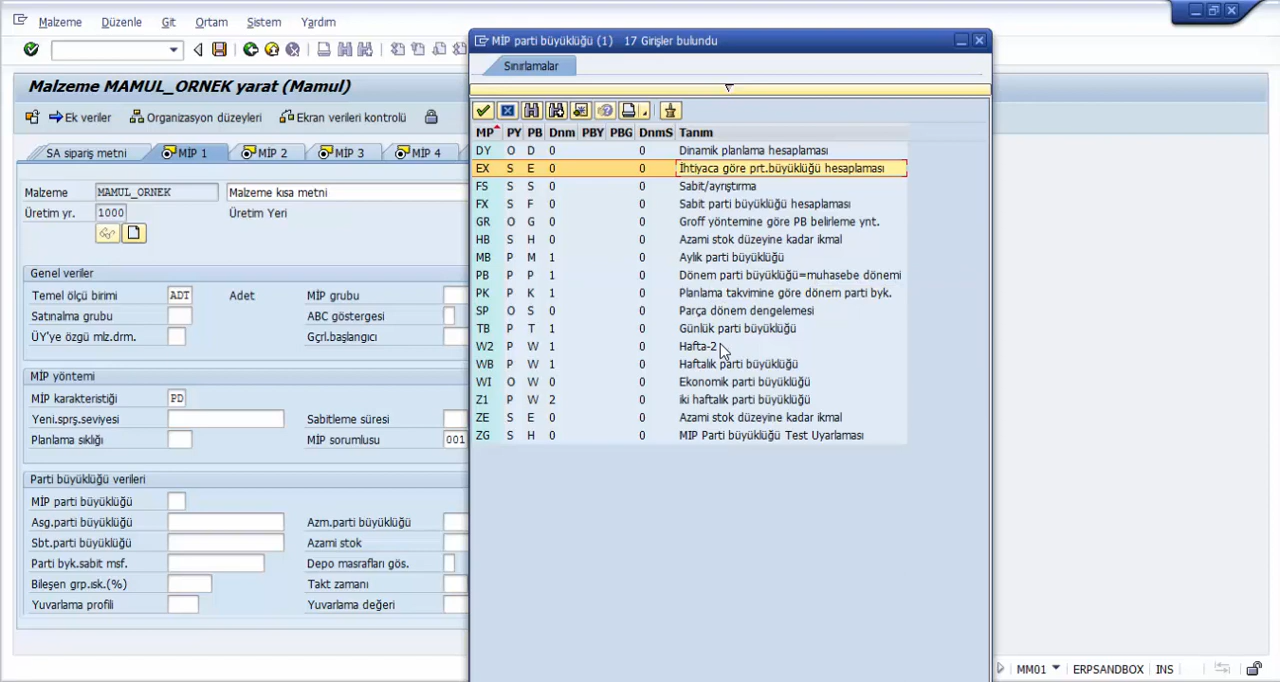 Malzeme Düzenle Git Ortam Sistem Yardım
Malzeme MAMUL_ORNEK yarat (Mamul)
Ek veriler Organizasyon düzeyleri Ekran verileri kontrolü
SA sipariş metni MİP 1 MİP 2 MİP 3 MİP 4
Malzeme MAMUL_ORNEK Malzeme kısa metni
Üretim yr. 1000 Üretim Yeri
Genel veriler
Temel ölçü birimi ADT Adet MİP grubu
Satınalma grubu ABC göstergesi
ÜY'ye özgü mlz.drm. Gçrl.başlangıcı
MİP yöntemi
MİP karakteristiği PD
Yeni.sprş.seviyesi Sabitleme süresi
Planlama sıklığı MİP sorumlusu 001
Parti büyüklüğü verileri
MİP parti büyüklüğü
Asg.parti büyüklüğü Azm.parti büyüklüğü
Sbt.parti büyüklüğü Azami stok
Parti byk.sabit msf. Depo masrafları gös.
Bileşen grp.ısk.(%) Takt zamanı
Yuvarlama profili Yuvarlama değeri
MİP parti büyüklüğü (1) 17 Girişler bulundu
Sınırlamalar
MP PY PB Dnm PBY PBG DnmS Tanım
DY O D 0 0 Dinamik planlama hesaplaması
EX S E 0 0 İhtiyaca göre prt.büyüklüğü hesaplaması
FS S S 0 0 Sabit/ayrıştırma
FX S F 0 0 Sabit parti büyüklüğü hesaplaması
GR O G 0 0 Groff yöntemine göre PB belirleme ynt.
HB S H 0 0 Azami stok düzeyine kadar ikmal
MB P M 1 0 Aylık parti büyüklüğü
PB P P 1 0 Dönem parti büyüklüğü=muhasebe dönemi
PK P K 1 0 Planlama takvimine göre dönem parti byk.
SP O S 0 0 Parça dönem dengelemesi
TB P T 1 0 Günlük parti büyüklüğü
W2 P W 1 0 Hafta-2
WB P W 1 0 Haftalık parti büyüklüğü
WI O W 0 0 Ekonomik parti büyüklüğü
Z1 P W 2 0 iki haftalık parti büyüklüğü
ZE S E 0 0 Azami stok düzeyine kadar ikmal
ZG S H 0 0 MIP Parti büyüklüğü Test Uyarlaması
MM01 ERPSANDBOX INS